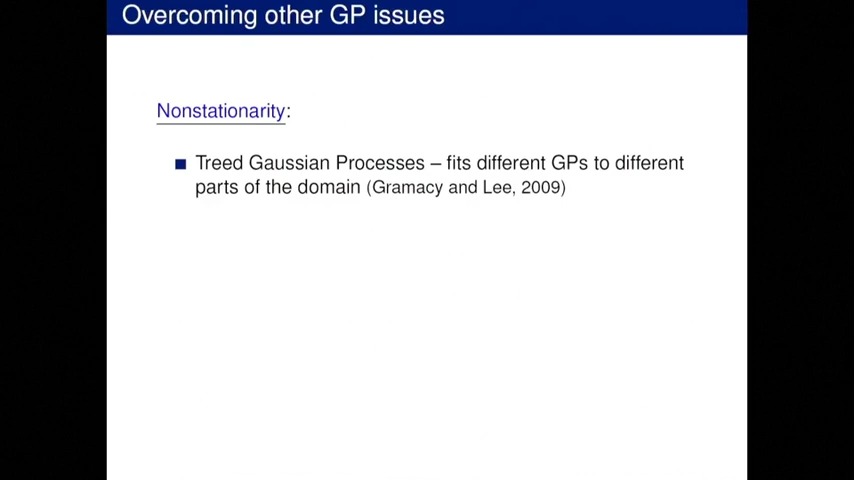 Overcoming other GP issues
Nonstationarity:
Treed Gaussian Processes – fits different GPs to different
parts of the domain (Gramacy and Lee, 2009)